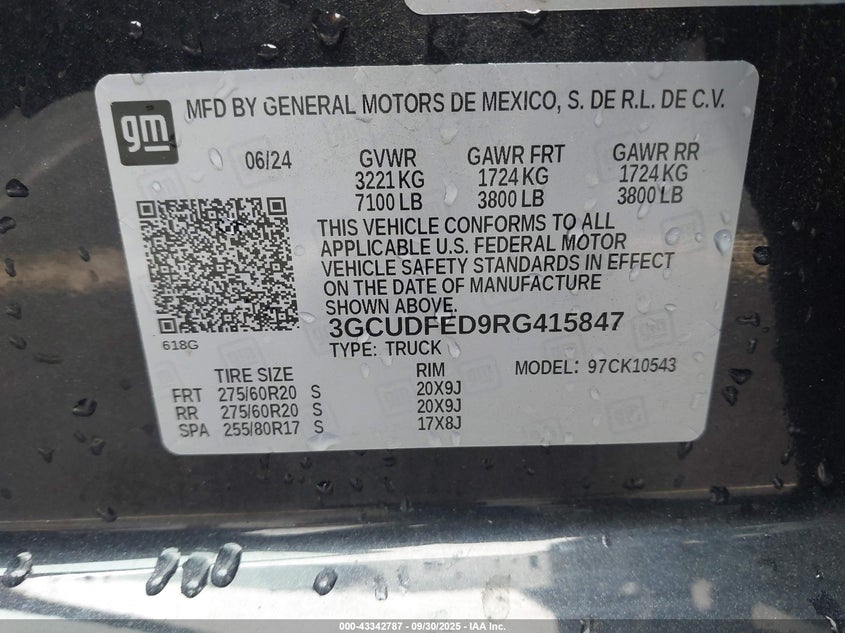 gm
MFD BY GENERAL MOTORS DE MEXICO, S. DE R.L. DE C.V.
06/24 GVWR GAWR FRT GAWR RR
3221 KG 1724 KG 1724 KG
7100 LB 3800 LB 3800 LB
THIS VEHICLE CONFORMS TO ALL
APPLICABLE U.S. FEDERAL MOTOR
VEHICLE SAFETY STANDARDS IN EFFECT
ON THE DATE OF MANUFACTURE
SHOWN ABOVE.
3GCUDFED9RG415847
618G
TYPE: TRUCK MODEL: 97CK10543
TIRE SIZE RIM
FRT 275/60R20 S 20X9J
RR 275/60R20 S 20X9J
SPA 255/80R17 S 17X8J
000-43342787 - 09/30/2025 - IAA Inc.